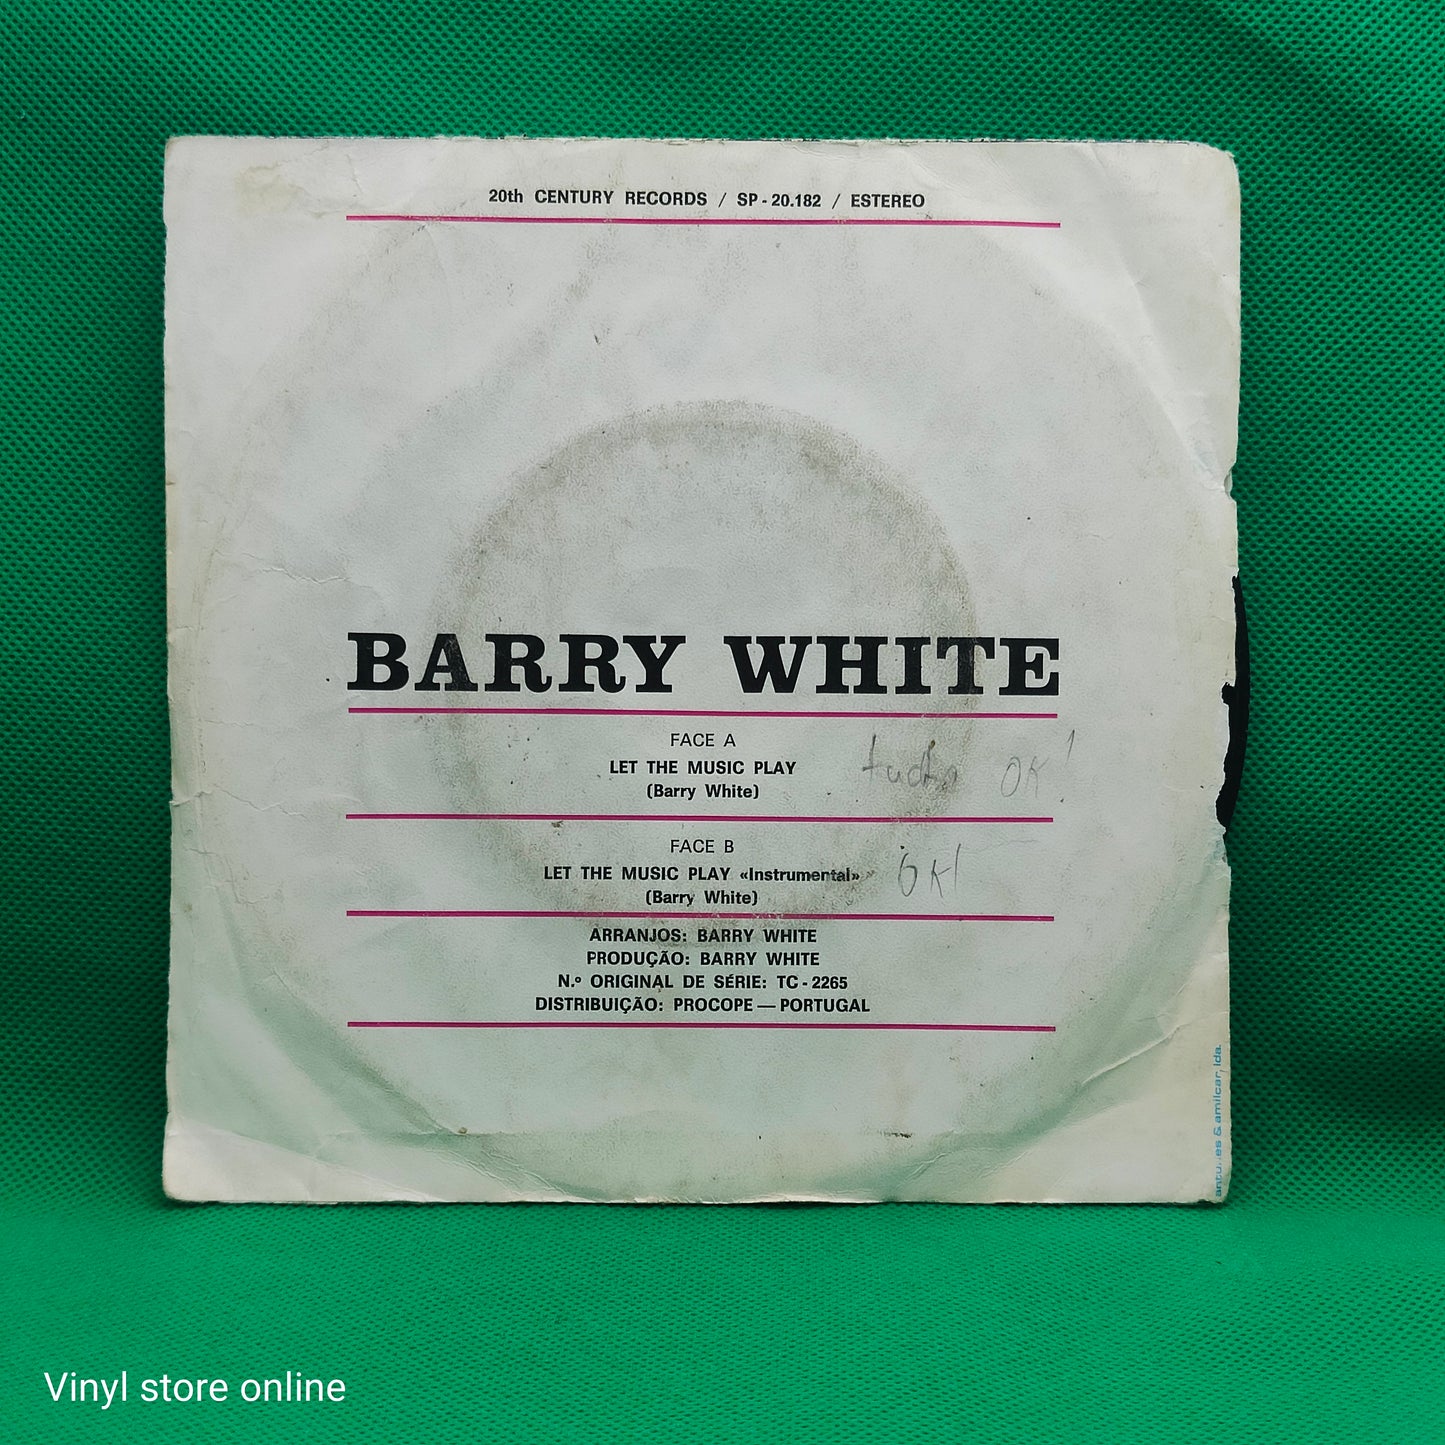 20th CENTURY RECORDS / SP - 20.182 / ESTEREO
BARRY WHITE
FACE A
LET THE MUSIC PLAY
(Barry White)
OK!
FACE B
LET THE MUSIC PLAY «Instrumental»
(Barry White)
OK!
ARRANJOS: BARRY WHITE
PRODUÇÃO: BARRY WHITE
N.º ORIGINAL DE SÉRIE: TC - 2265
DISTRIBUIÇÃO: PROCOPE — PORTUGAL
& amilcar, lda.
Vinyl store online